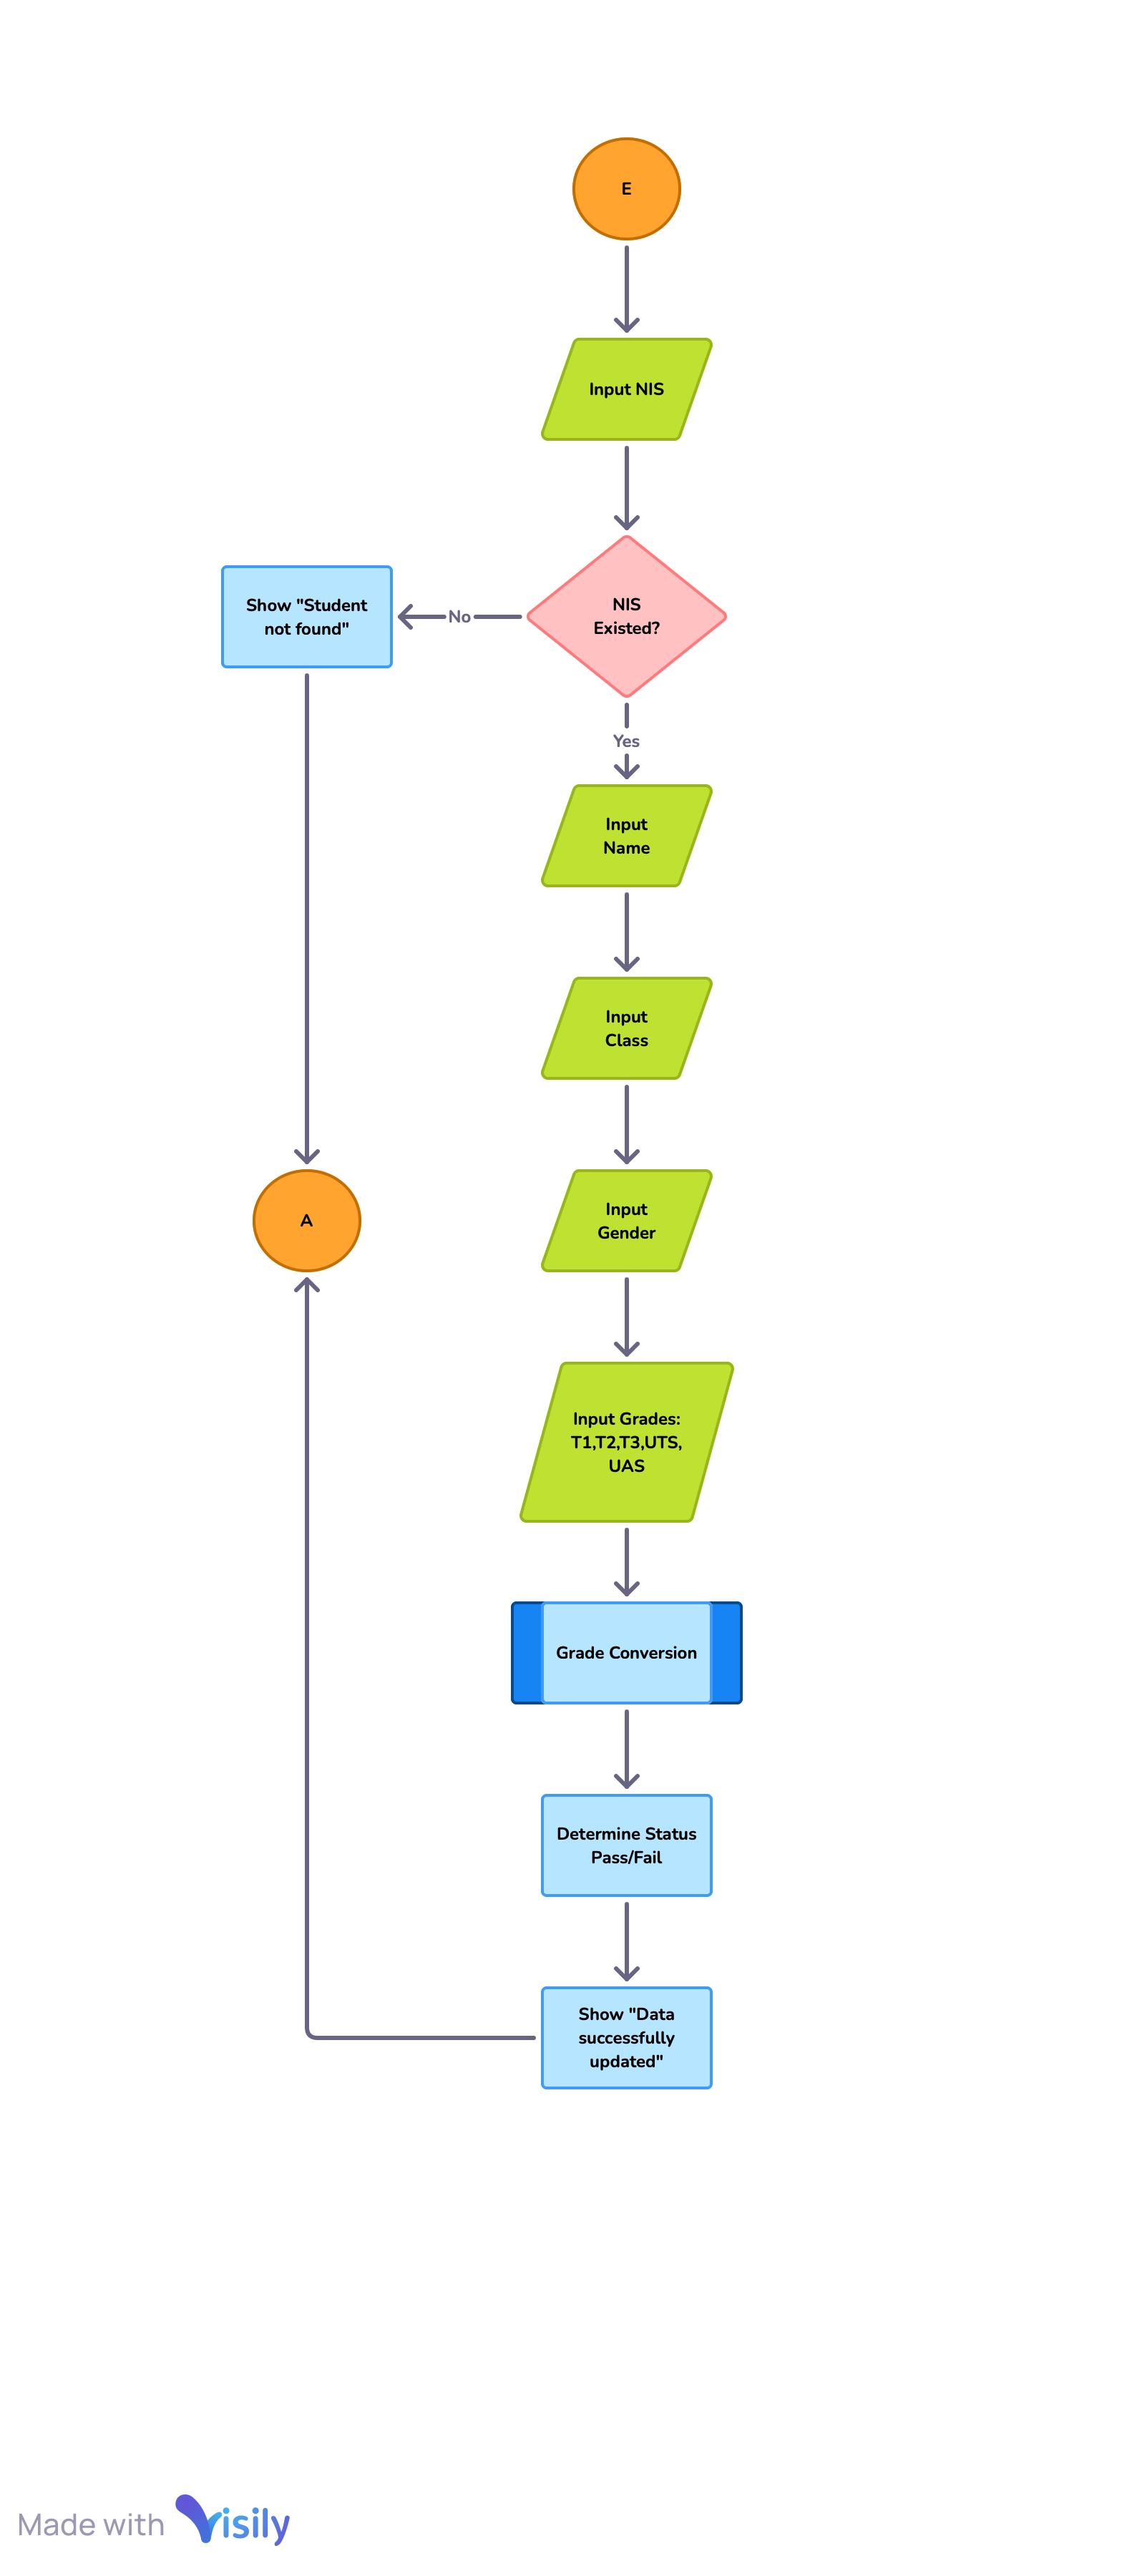 E
Input NIS
NIS
Existed?
No
Show "Student
not found"
Yes
Input
Name
Input
Class
Input
Gender
A
Input Grades:
T1,T2,T3,UTS,
UAS
Grade Conversion
Determine Status
Pass/Fail
Show "Data
successfully
updated"
Made with Visily